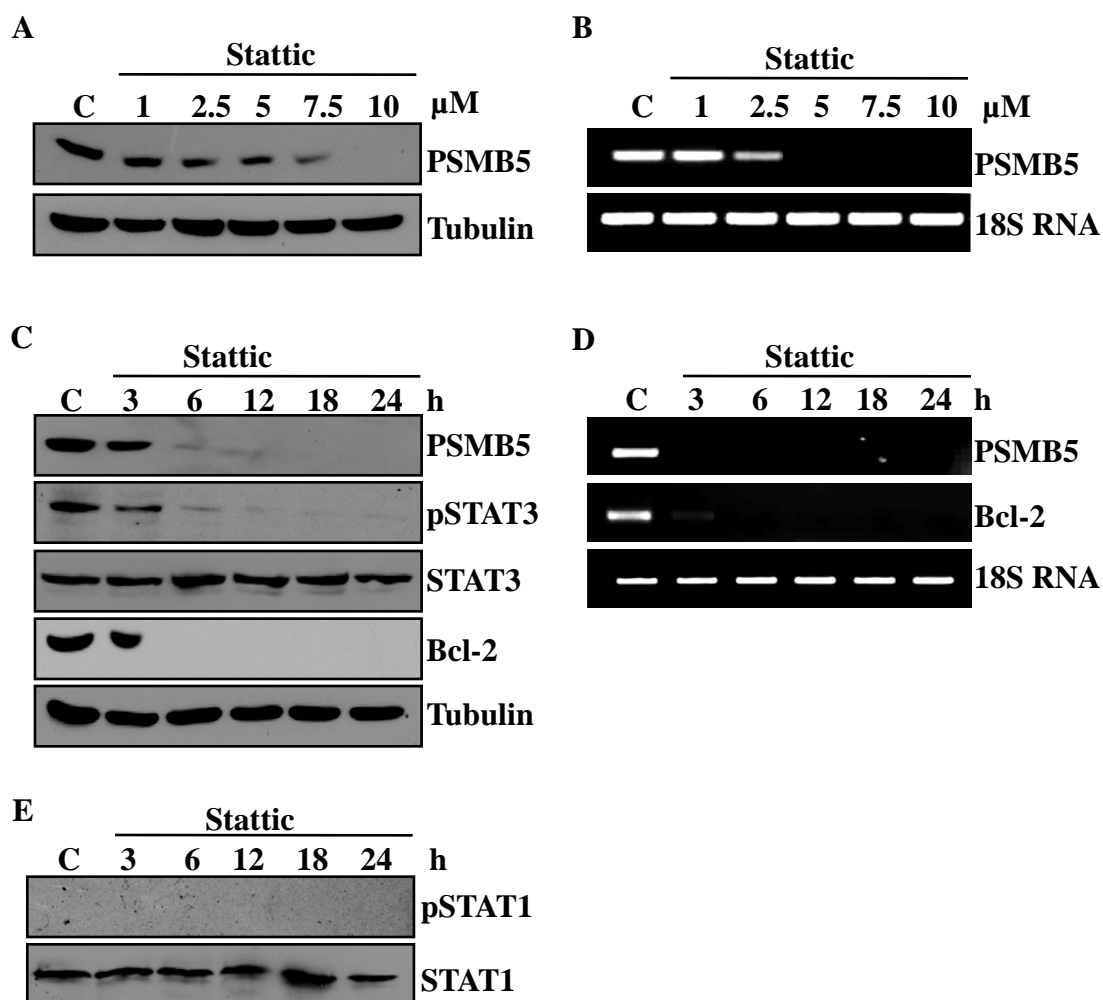 A
Stattic
C 1 2.5 5 7.5 10 µM
PSMB5
Tubulin
B
Stattic
C 1 2.5 5 7.5 10 µM
PSMB5
18S RNA
C
Stattic
C 3 6 12 18 24 h
PSMB5
pSTAT3
STAT3
Bcl-2
Tubulin
D
Stattic
C 3 6 12 18 24 h
PSMB5
Bcl-2
18S RNA
E
Stattic
C 3 6 12 18 24 h
pSTAT1
STAT1